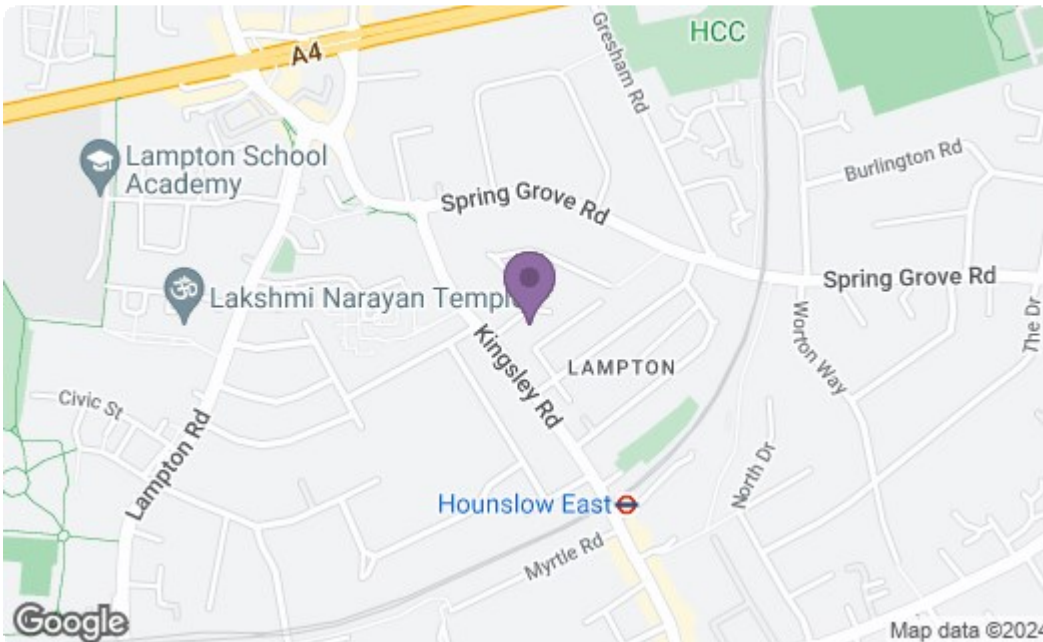 HCC
A4
Gresham Rd
Lampton School
Academy
Burlington Rd
Spring Grove Rd
Spring Grove Rd
Lakshmi Narayan Temple
The Dr
Worton Way
Kingsley Rd
LAMPTON
Civic St
Lampton Rd
North Dr
Hounslow East
Myrtle Rd
Google
Map data ©2024